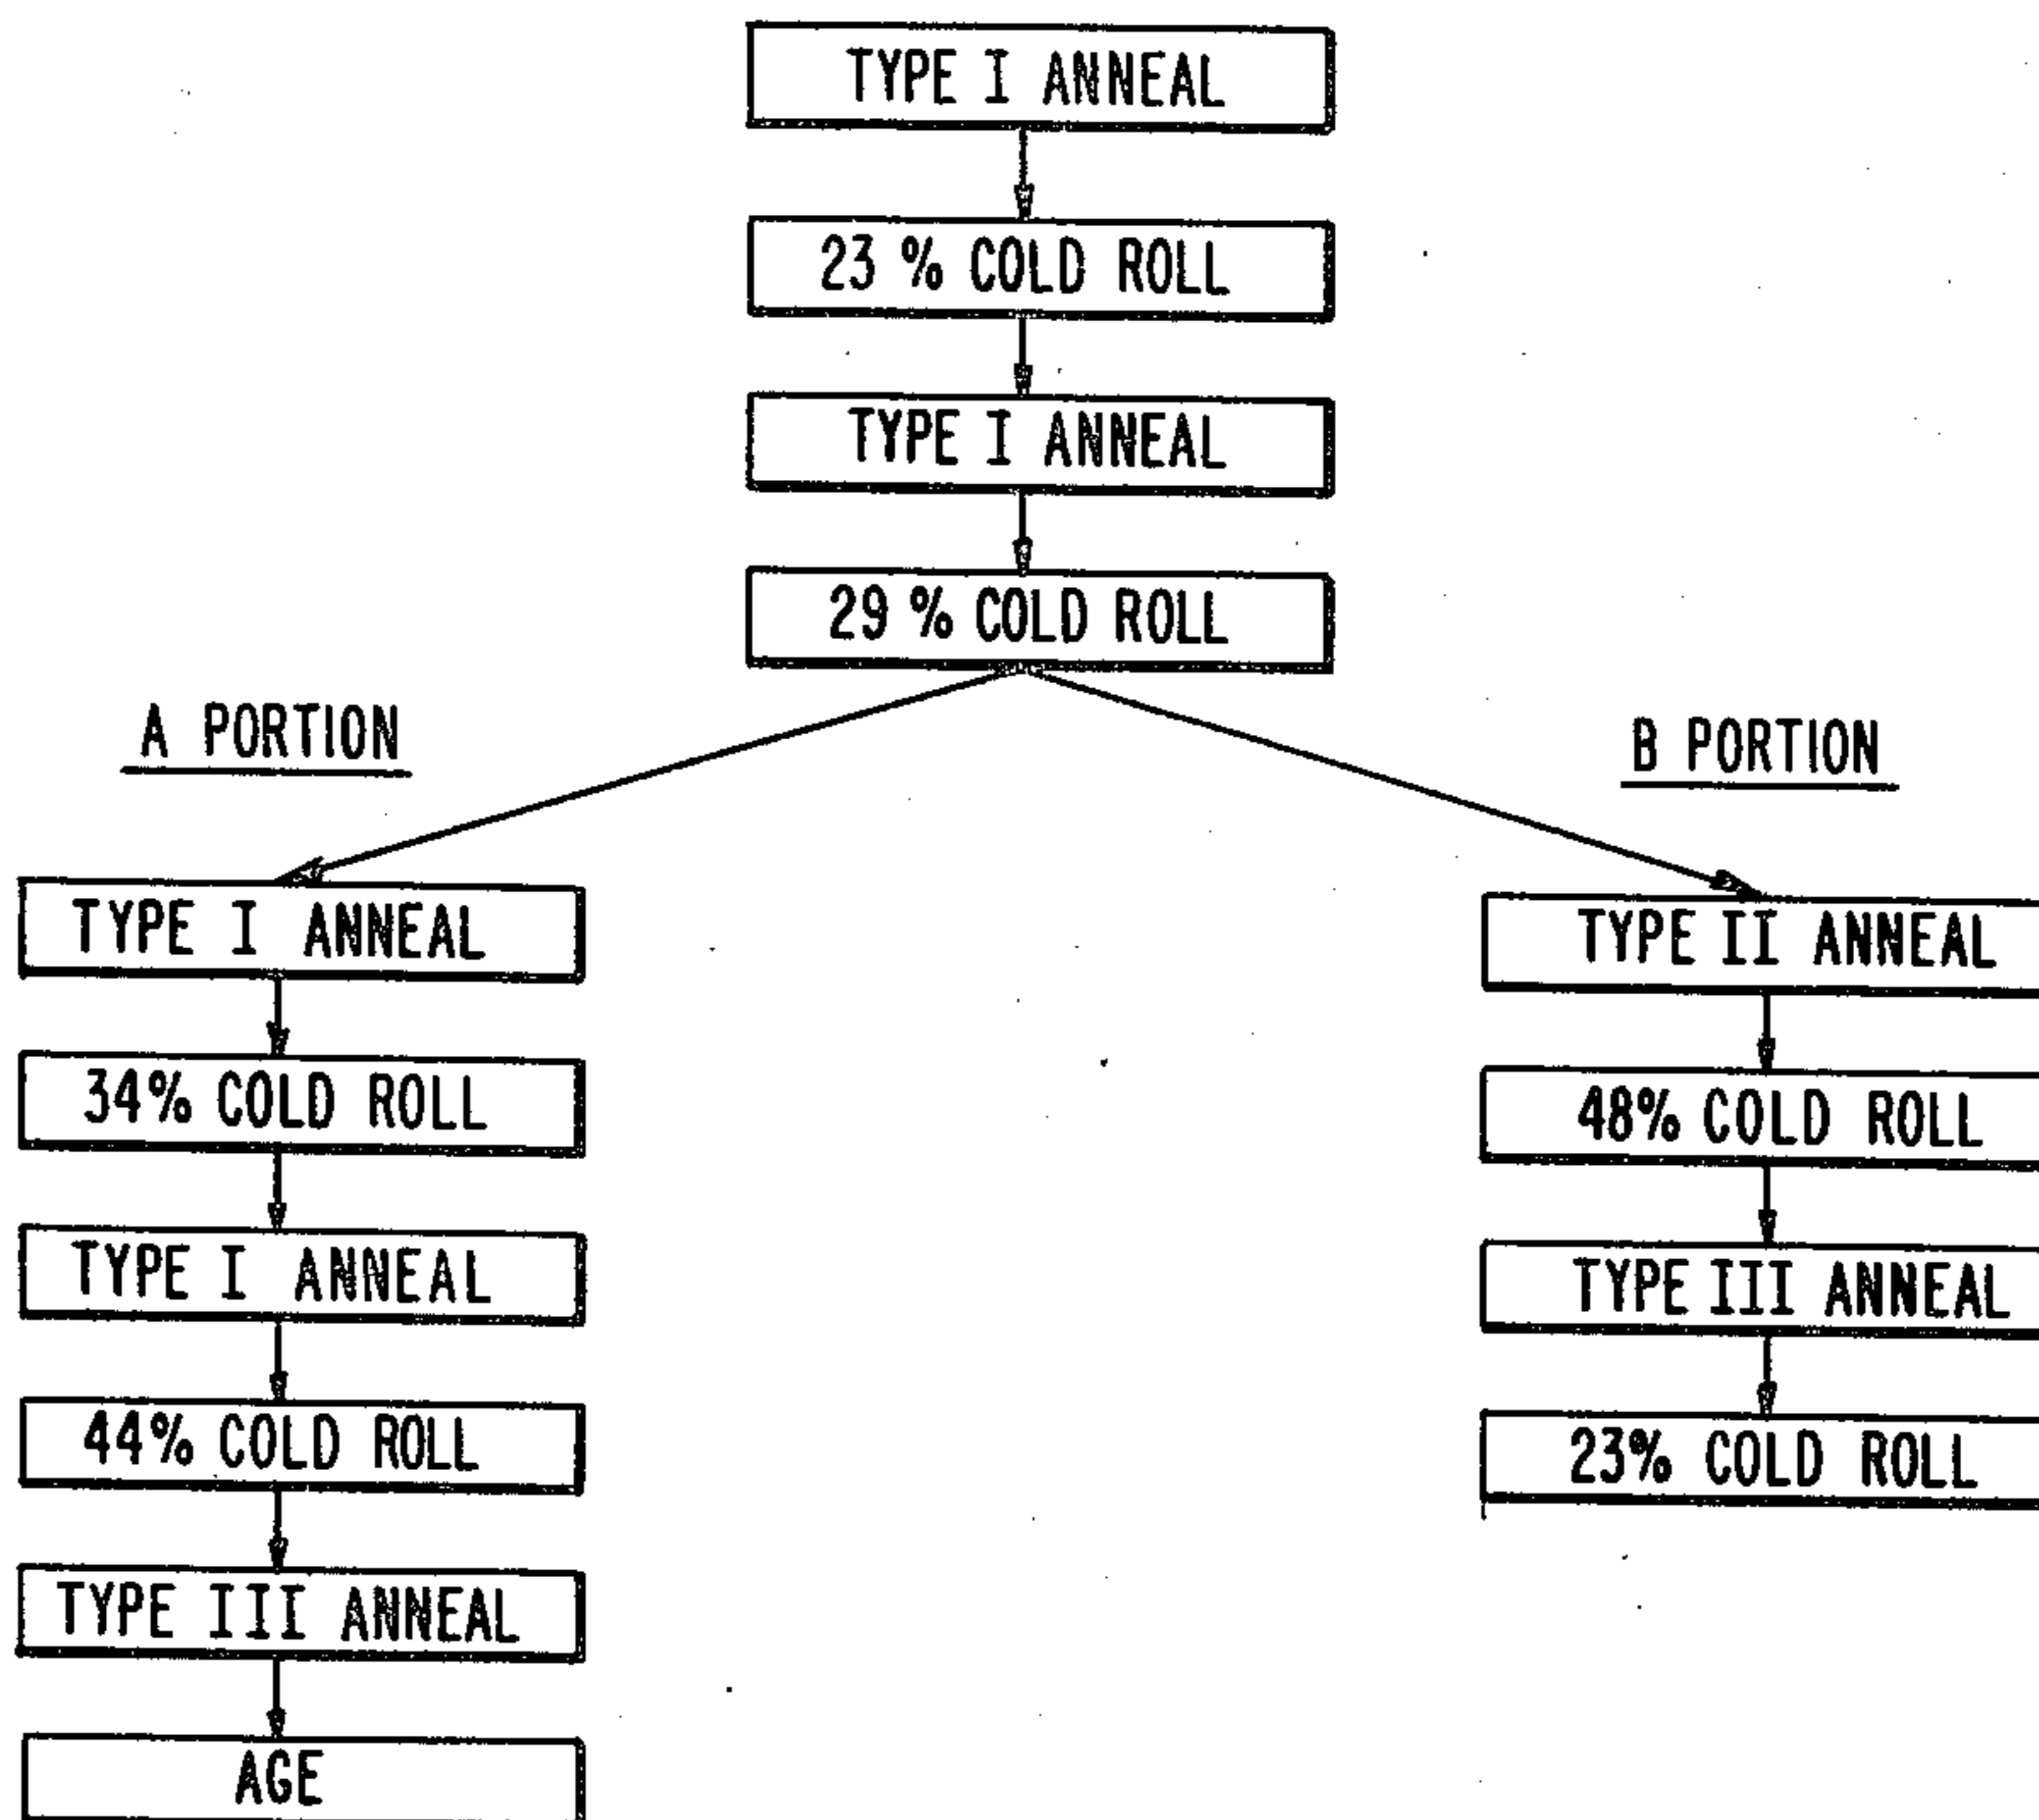 TYPE I ANNEAL
23 % COLD ROLL
TYPE I ANNEAL
29 % COLD ROLL
A PORTION
TYPE I ANNEAL
34% COLD ROLL
TYPE I ANNEAL
44% COLD ROLL
TYPE III ANNEAL
AGE
B PORTION
TYPE II ANNEAL
48% COLD ROLL
TYPE III ANNEAL
23% COLD ROLL